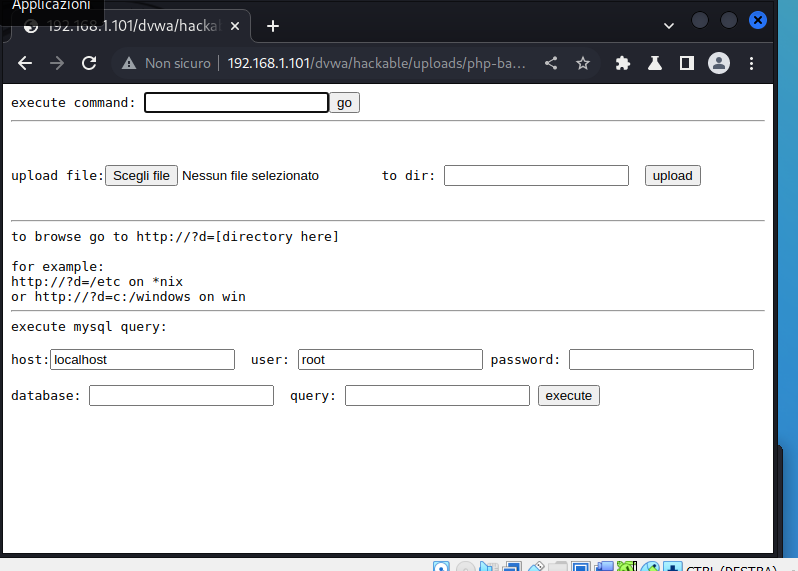 Applicazioni
192.168.1.101/dvwa/hackal
Non sicuro 192.168.1.101/dvwa/hackable/uploads/php-ba...
execute command: go
upload file: Scegli file Nessun file selezionato to dir: upload
to browse go to http://?d=[directory here]
for example:
http://?d=/etc on *nix
or http://?d=c:/windows on win
execute mysql query:
host: localhost user: root password:
database: query: execute
CTRL (DESTRA)